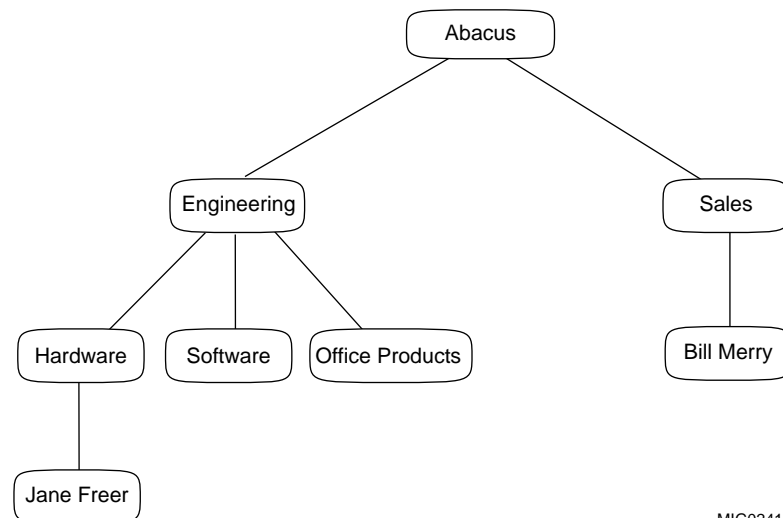 Abacus
Engineering
Sales
Hardware
Software
Office Products
Bill Merry
Jane Freer